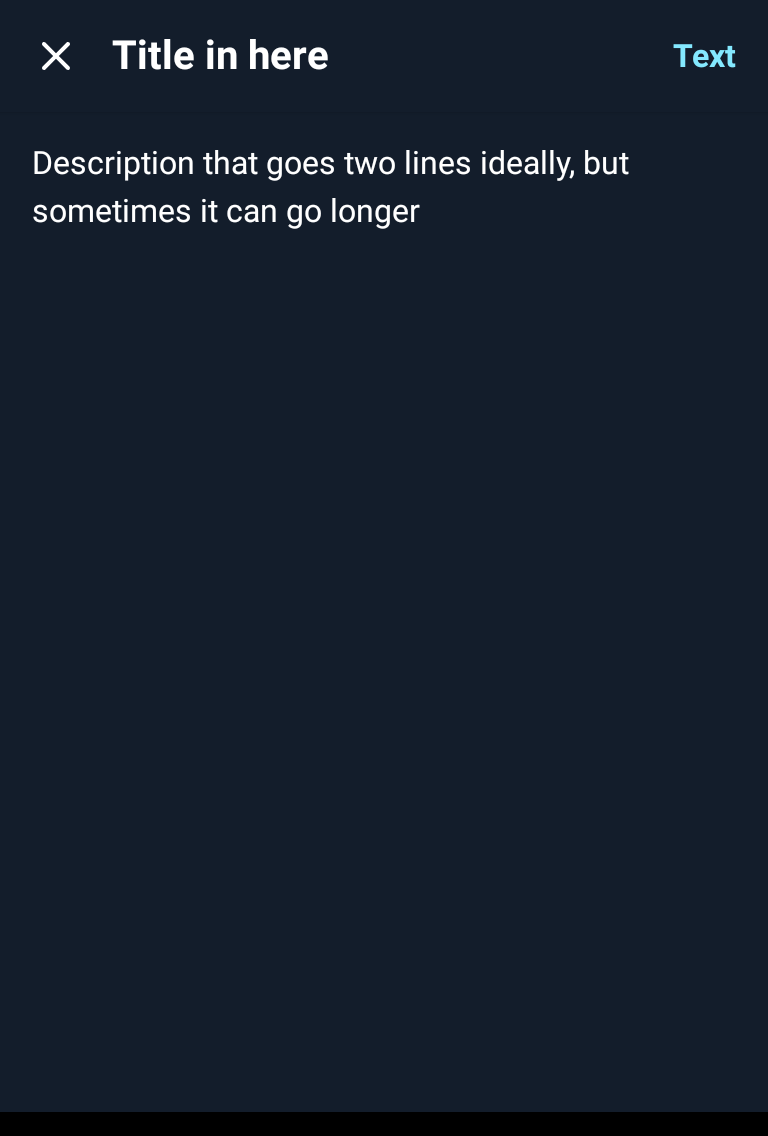 Title in here
Text
Description that goes two lines ideally, but
sometimes it can go longer